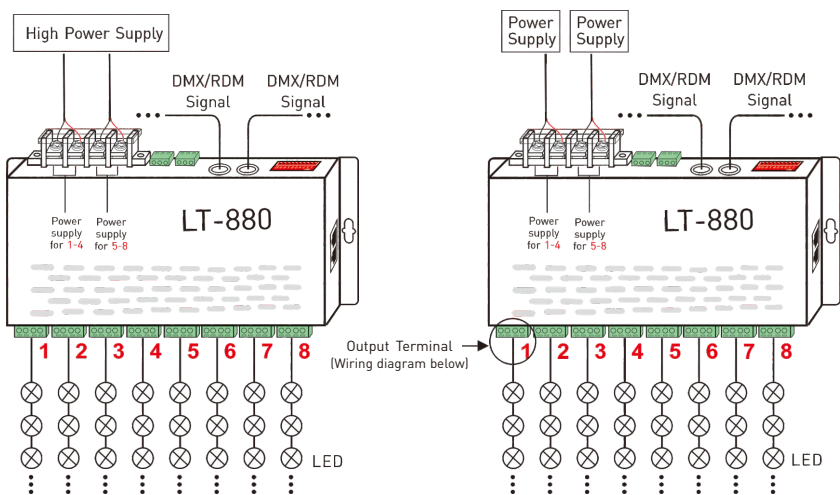 High Power Supply
DMX/RDM
Signal
DMX/RDM
Signal
Power
supply
for 1-4
Power
supply
for 5-8
LT-880
1 2 3 4 5 6 7 8
LED
Power
Supply
Power
Supply
DMX/RDM
Signal
DMX/RDM
Signal
Power
supply
for 1-4
Power
supply
for 5-8
LT-880
Output Terminal
(Wiring diagram below)
1 2 3 4 5 6 7 8
LED